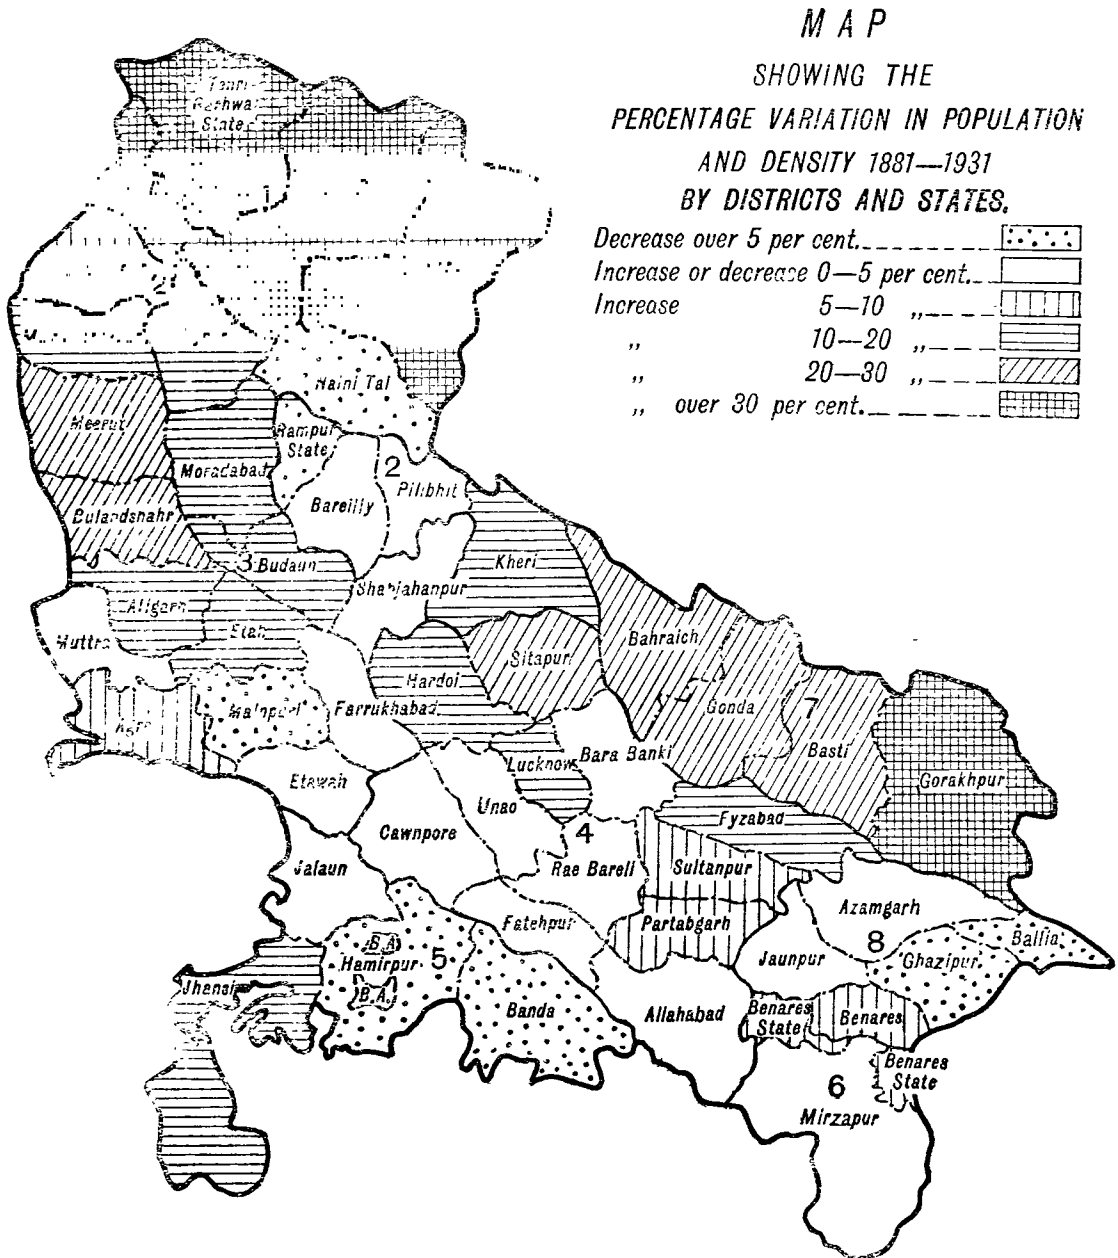 MAP
SHOWING THE
PERCENTAGE VARIATION IN POPULATION
AND DENSITY 1881—1931
BY DISTRICTS AND STATES.
Decrease over 5 per cent.
Increase or decrease 0—5 per cent.
Increase 5—10 „
„ 10—20 „
„ 20—30 „
„ over 30 per cent.
State
1
2
Naini Tal
Meerut
Rampur
State
Moradabad
2
Pilibhit
Bareilly
Bulandshahr
3
Budaun
Kheri
Shahjahanpur
Aligarh
Etah
Muttra
Bahraich
Sitapur
Hardoi
Mainpuri
Farrukhabad
Gonda
7
Agra
Basti
Bara Banki
Lucknow
Etawah
Gorakhpur
Unao
Cawnpore
4
Fyzabad
Jalaun
Rae Bareli
Sultanpur
Azamgarh
Fatehpur
Partabgarh
B.A.
8
Ballia
Hamirpur
5
Jaunpur
Ghazipur
Jhansi
B.A.
Banda
Allahabad
Benares
State
Benares
Benares
State
6
Mirzapur